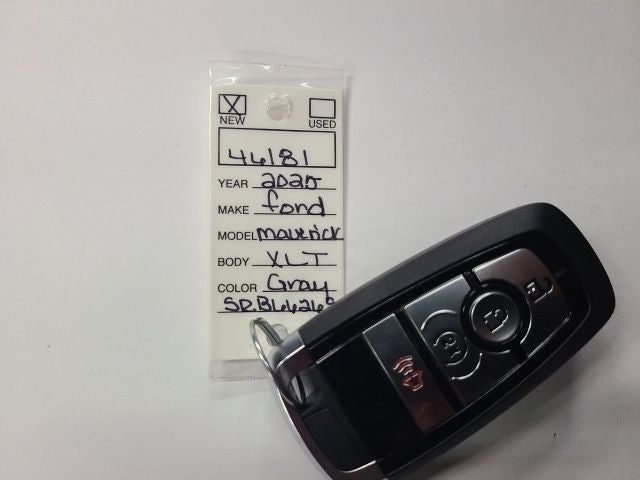 X NEW USED
46181
YEAR 2025
MAKE ford
MODEL maverick
BODY XLT
COLOR Gray